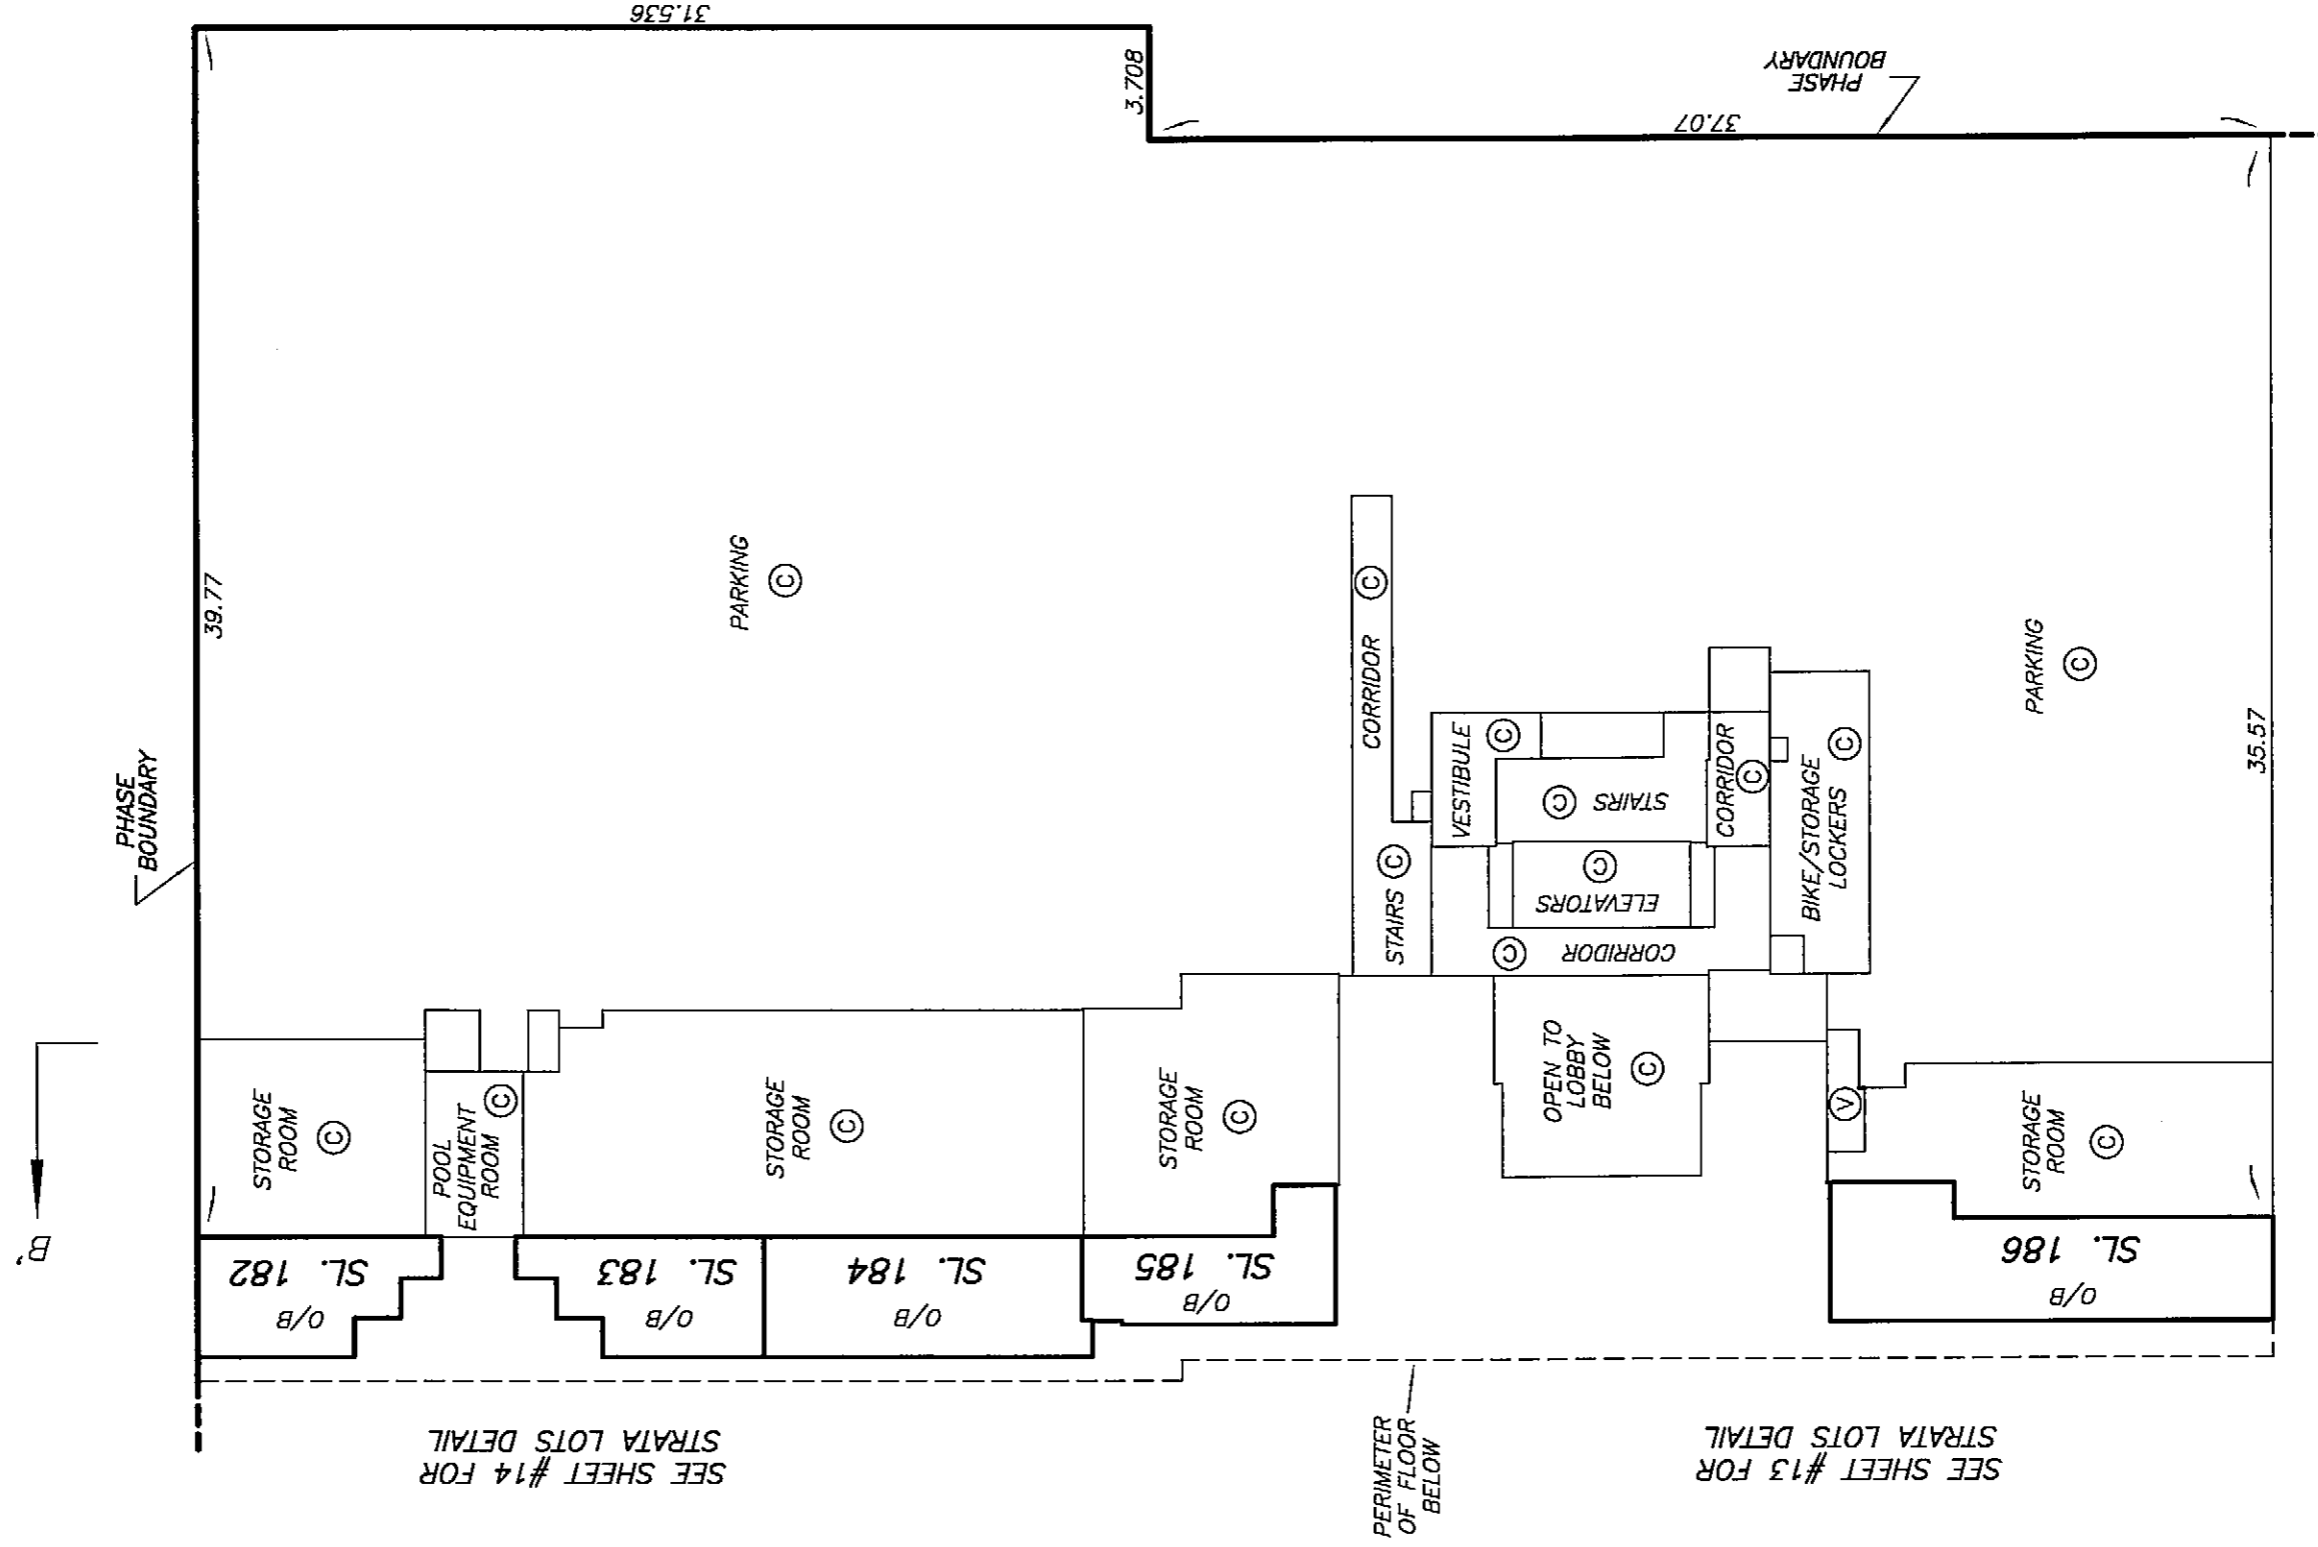 SEE SHEET #13 FOR
STRATA LOTS DETAIL
PERIMETER
OF FLOOR
BELOW
SEE SHEET #14 FOR
STRATA LOTS DETAIL
B'
O/B
SL. 186
O/B
SL. 185
O/B
SL. 184
O/B
SL. 183
O/B
SL. 182
STORAGE
ROOM
C
V
OPEN TO
LOBBY
BELOW
C
STORAGE
ROOM
C
STORAGE
ROOM
C
POOL
EQUIPMENT
ROOM
C
STORAGE
ROOM
C
CORRIDOR
C
ELEVATORS
C
STAIRS
C
BIKE/STORAGE
LOCKERS
C
CORRIDOR
C
VESTIBULE
C
STAIRS
C
CORRIDOR
C
PARKING
C
35.57
PARKING
C
39.77
PHASE
BOUNDARY
PHASE
BOUNDARY
37.07
3.708
31.536